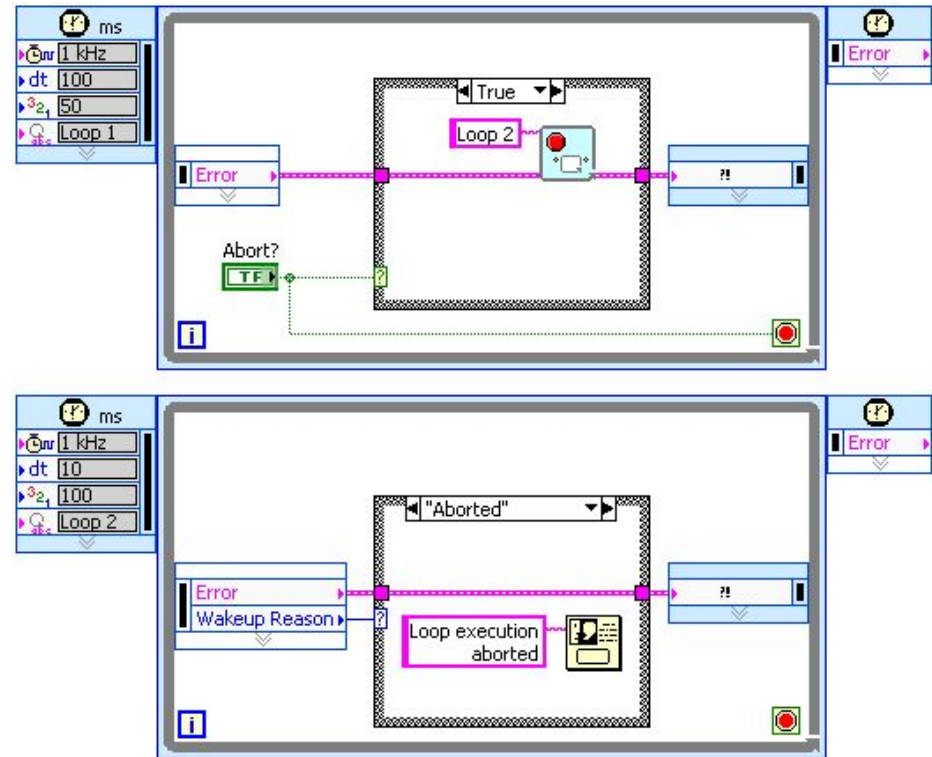 ms
1 kHz
dt 100
50
Loop 1
Error
True
Loop 2
Error
?!
Abort?
TF
?
i
ms
1 kHz
dt 10
100
Loop 2
Error
"Aborted"
Error
Wakeup Reason
?
?!
Loop execution
aborted
i